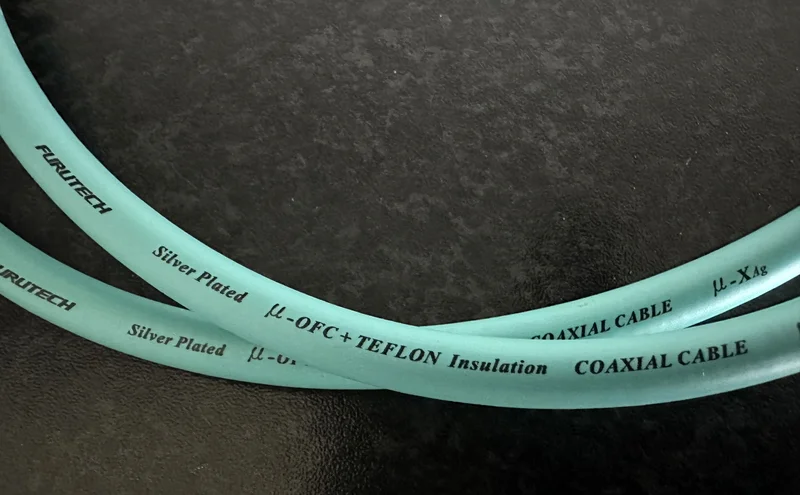 FURUTECH Silver Plated μ-OFC+TEFLON Insulation COAXIAL CABLE
FURUTECH Silver Plated COAXIAL CABLE μ-XAg